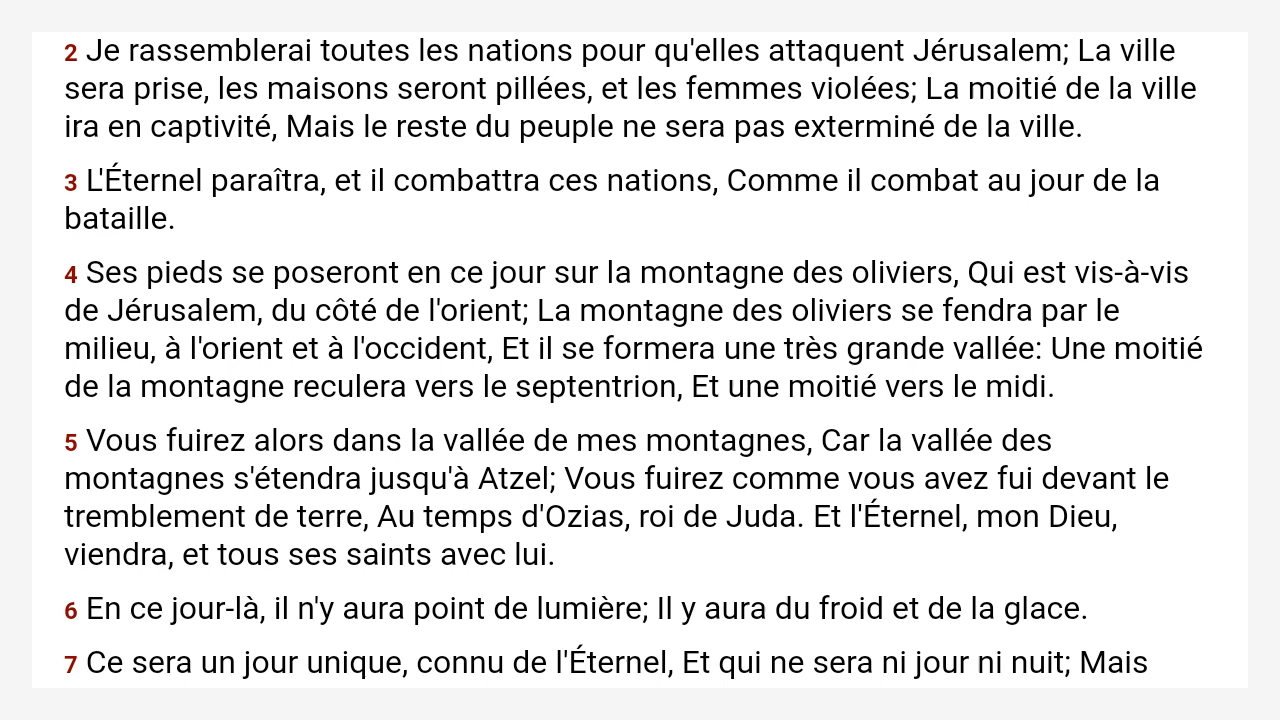 2 Je rassemblerai toutes les nations pour qu'elles attaquent Jérusalem; La ville
sera prise, les maisons seront pillées, et les femmes violées; La moitié de la ville
ira en captivité, Mais le reste du peuple ne sera pas exterminé de la ville.
3 L'Éternel paraîtra, et il combattra ces nations, Comme il combat au jour de la
bataille.
4 Ses pieds se poseront en ce jour sur la montagne des oliviers, Qui est vis-à-vis
de Jérusalem, du côté de l'orient; La montagne des oliviers se fendra par le
milieu, à l'orient et à l'occident, Et il se formera une très grande vallée: Une moitié
de la montagne reculera vers le septentrion, Et une moitié vers le midi.
5 Vous fuirez alors dans la vallée de mes montagnes, Car la vallée des
montagnes s'étendra jusqu'à Atzel; Vous fuirez comme vous avez fui devant le
tremblement de terre, Au temps d'Ozias, roi de Juda. Et l'Éternel, mon Dieu,
viendra, et tous ses saints avec lui.
6 En ce jour-là, il n'y aura point de lumière; Il y aura du froid et de la glace.
7 Ce sera un jour unique, connu de l'Éternel, Et qui ne sera ni jour ni nuit; Mais